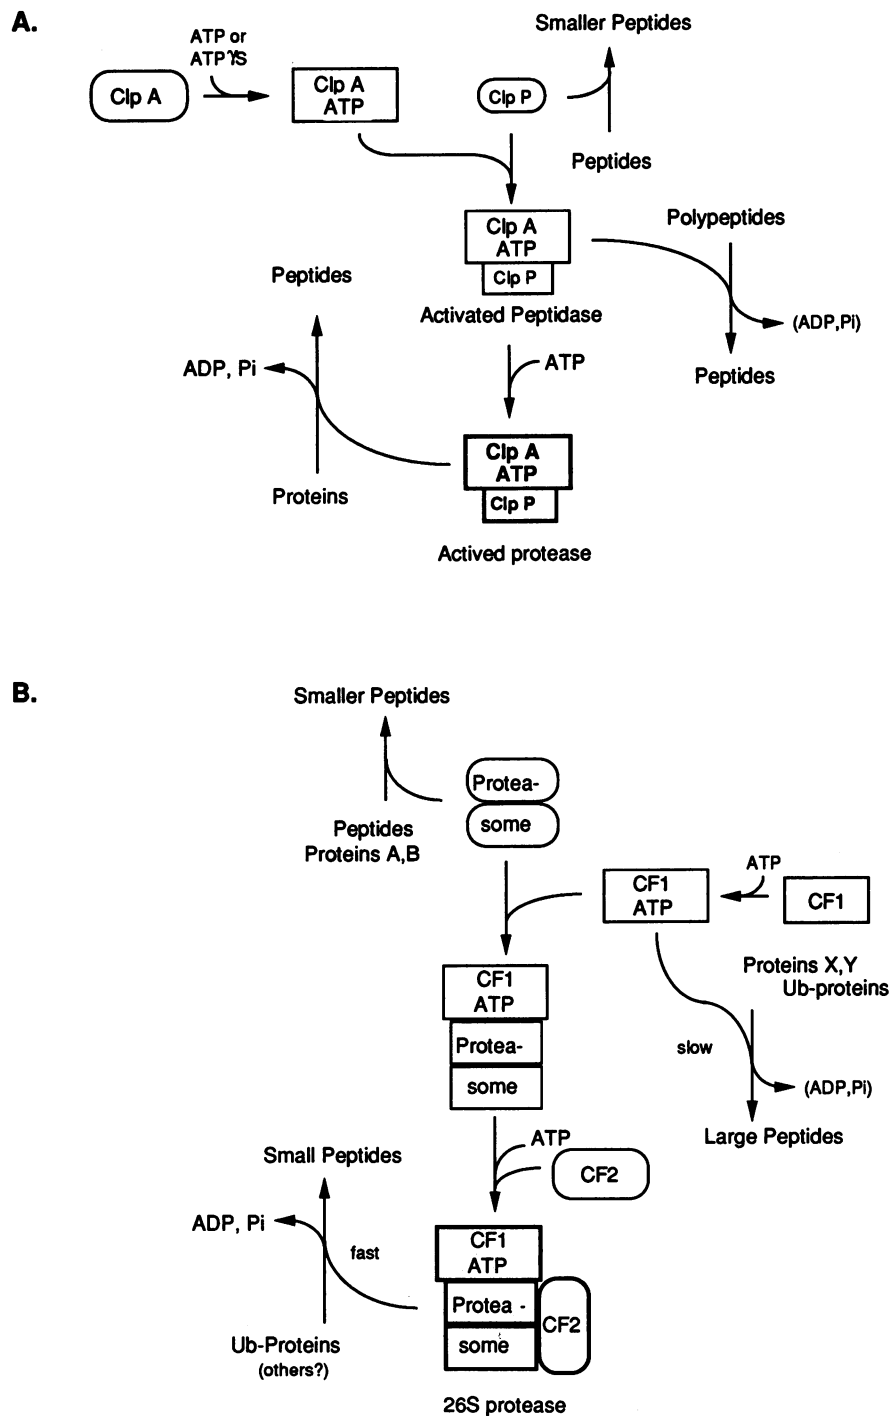 A.
Smaller Peptides
ATP or
ATPγS
Clp A
Clp A
ATP
Clp P
Peptides
Polypeptides
Clp A
ATP
Clp P
Activated Peptidase
Peptides
(ADP,Pi)
ADP, Pi
ATP
Peptides
Clp A
ATP
Clp P
Proteins
Actived protease
B.
Smaller Peptides
Protea-
some
Peptides
Proteins A,B
ATP
CF1
ATP
CF1
Proteins X,Y
Ub-proteins
CF1
ATP
Protea-
some
slow
(ADP,Pi)
Large Peptides
ATP
CF2
Small Peptides
ADP, Pi
fast
CF1
ATP
Protea -
some
CF2
Ub-Proteins
(others?)
26S protease